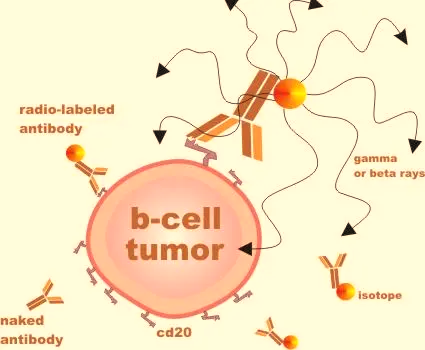 radio-labeled
antibody
gamma
or beta rays
b-cell
tumor
isotope
naked
antibody
cd20